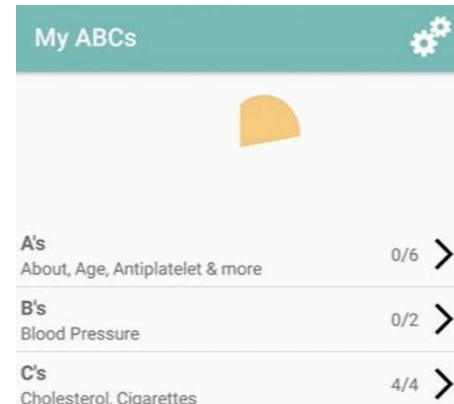 My ABCs
A's
About, Age, Antiplatelet & more
0/6
B's
Blood Pressure
0/2
C's
Cholesterol, Cigarettes
4/4